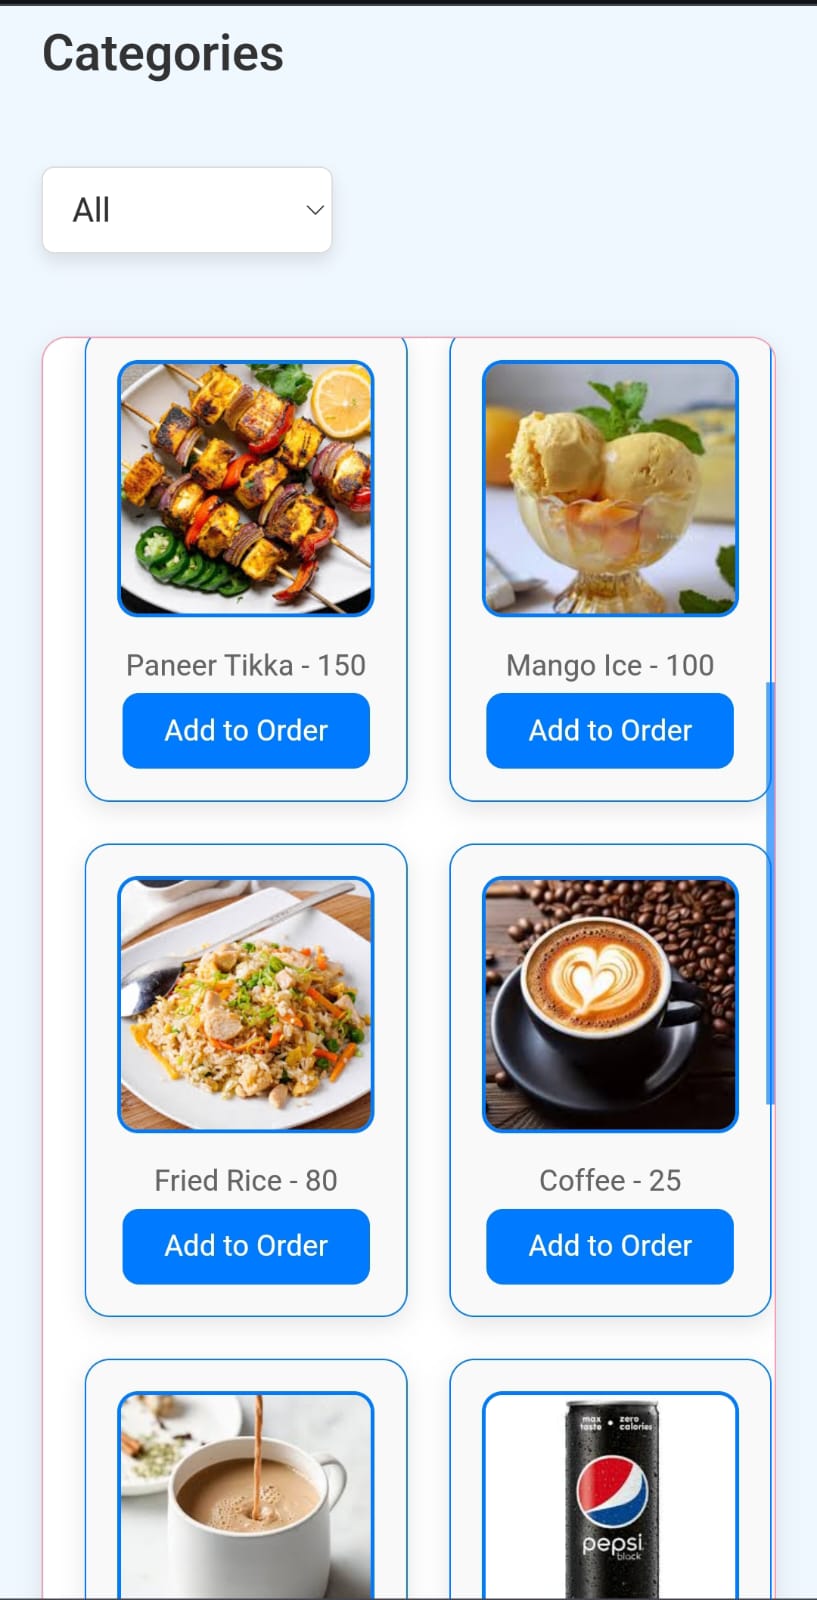 Categories
All
Paneer Tikka - 150
Mango Ice - 100
Add to Order
Add to Order
Fried Rice - 80
Coffee - 25
Add to Order
Add to Order
max taste • zero calories
pepsi
black